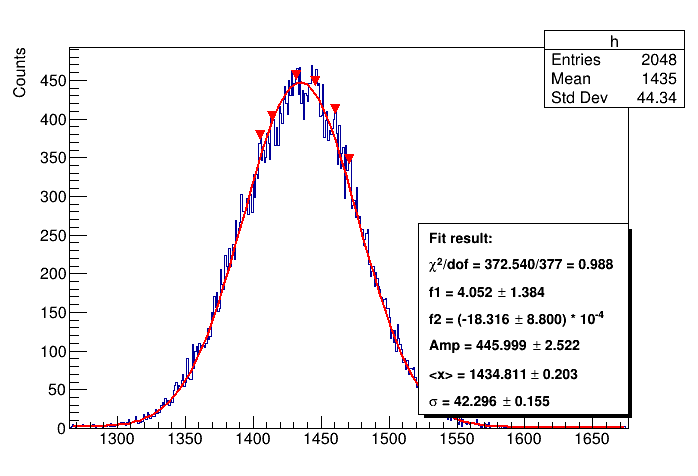 h
Entries 2048
Mean 1435
Std Dev 44.34
Counts
450
400
350
300
250
200
150
100
50
0
Fit result:
χ²/dof = 372.540/377 = 0.988
f1 = 4.052 ± 1.384
f2 = (-18.316 ± 8.800) * 10⁻⁴
Amp = 445.999 ± 2.522
<x> = 1434.811 ± 0.203
σ = 42.296 ± 0.155
1300 1350 1400 1450 1500 1550 1600 1650